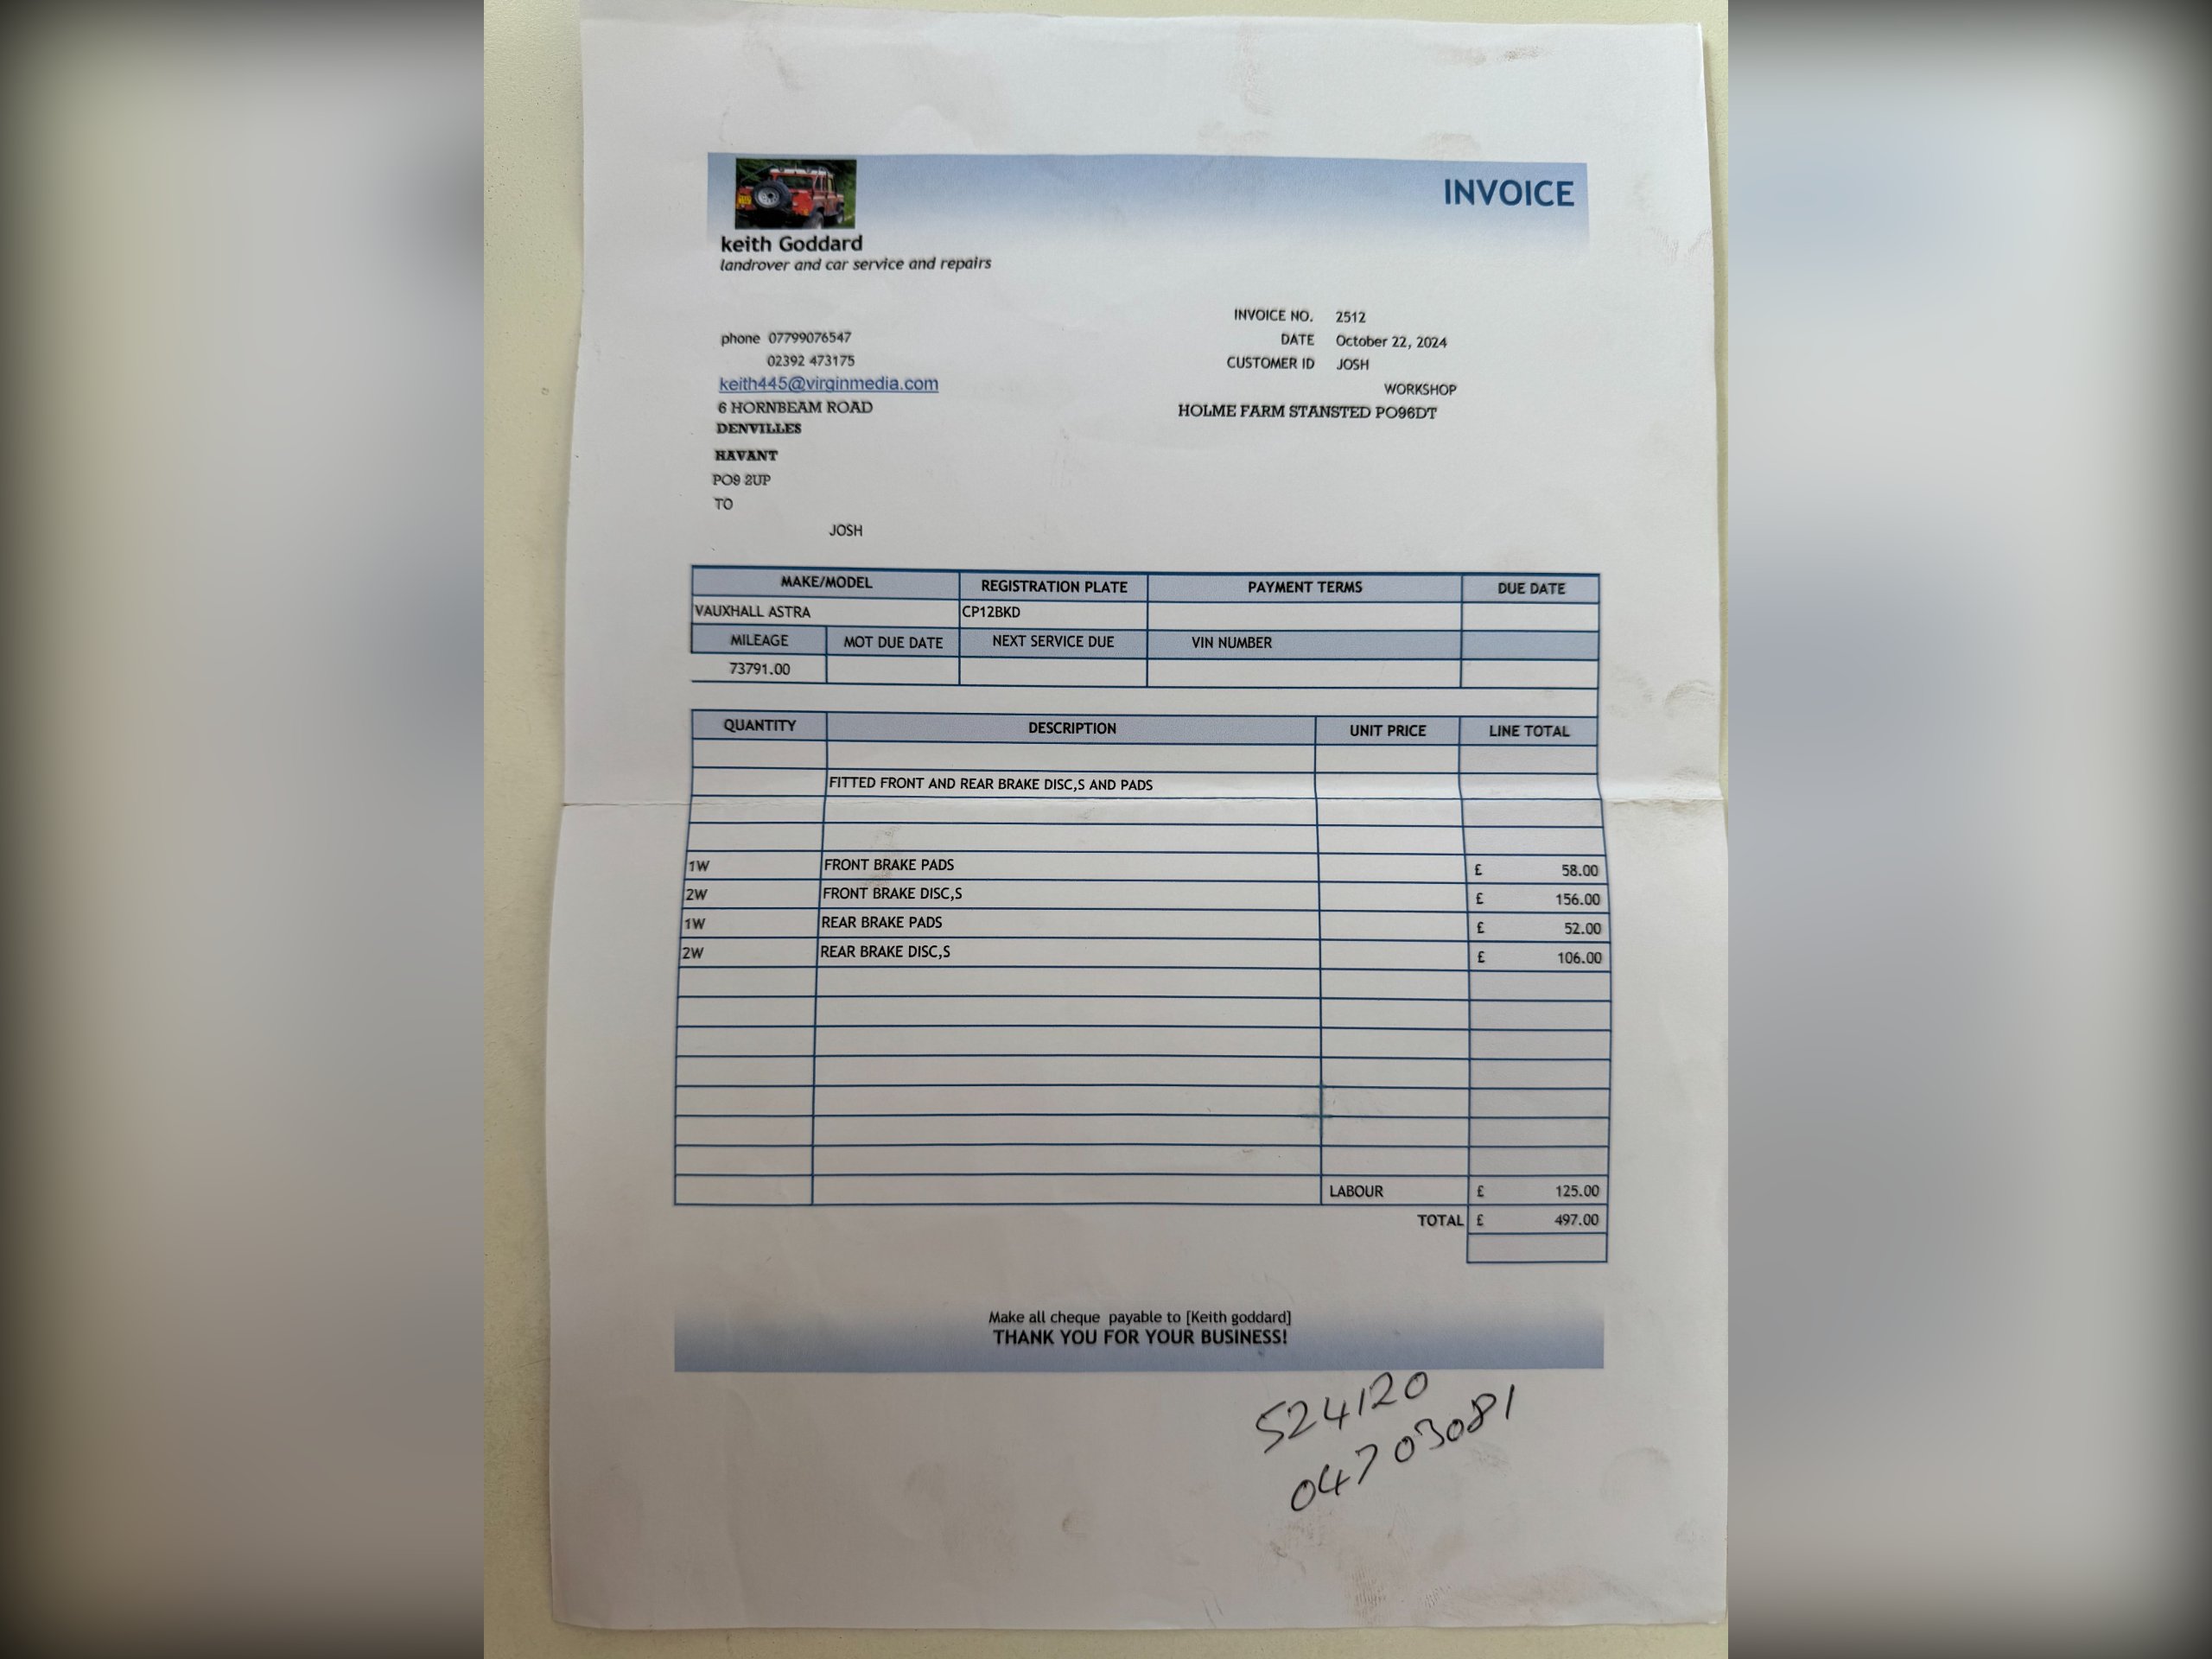 INVOICE
keith Goddard
landrover and car service and repairs
INVOICE NO. 2512
phone 07799076547
DATE October 22, 2024
02392 473175
CUSTOMER ID JOSH
keith445@virginmedia.com
WORKSHOP
6 HORNBEAM ROAD
HOLME FARM STANSTED PO96DT
DENVILLES
HAVANT
PO9 2UP
TO
JOSH
MAKE/MODEL REGISTRATION PLATE PAYMENT TERMS DUE DATE
VAUXHALL ASTRA CP12BKD
MILEAGE MOT DUE DATE NEXT SERVICE DUE VIN NUMBER
73791.00
QUANTITY DESCRIPTION UNIT PRICE LINE TOTAL
FITTED FRONT AND REAR BRAKE DISC,S AND PADS
1W FRONT BRAKE PADS £ 58.00
2W FRONT BRAKE DISC,S £ 156.00
1W REAR BRAKE PADS £ 52.00
2W REAR BRAKE DISC,S £ 106.00
LABOUR £ 125.00
TOTAL £ 497.00
Make all cheque payable to [Keith goddard]
THANK YOU FOR YOUR BUSINESS!
524120
04703081